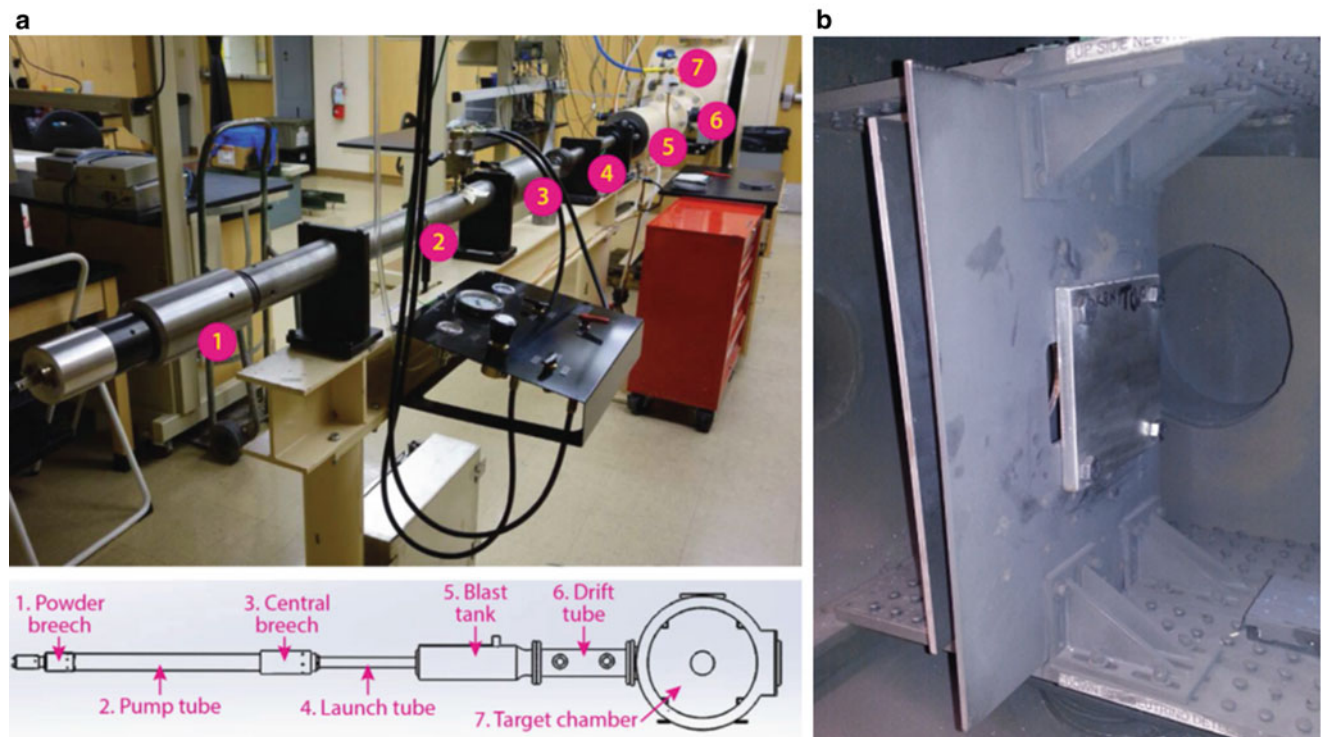 a
b
7
6
5
4
3
2
1
UP SIDE NEUTRINO
1. Powder
breech
3. Central
breech
5. Blast
tank
6. Drift
tube
2. Pump tube
4. Launch tube
7. Target chamber